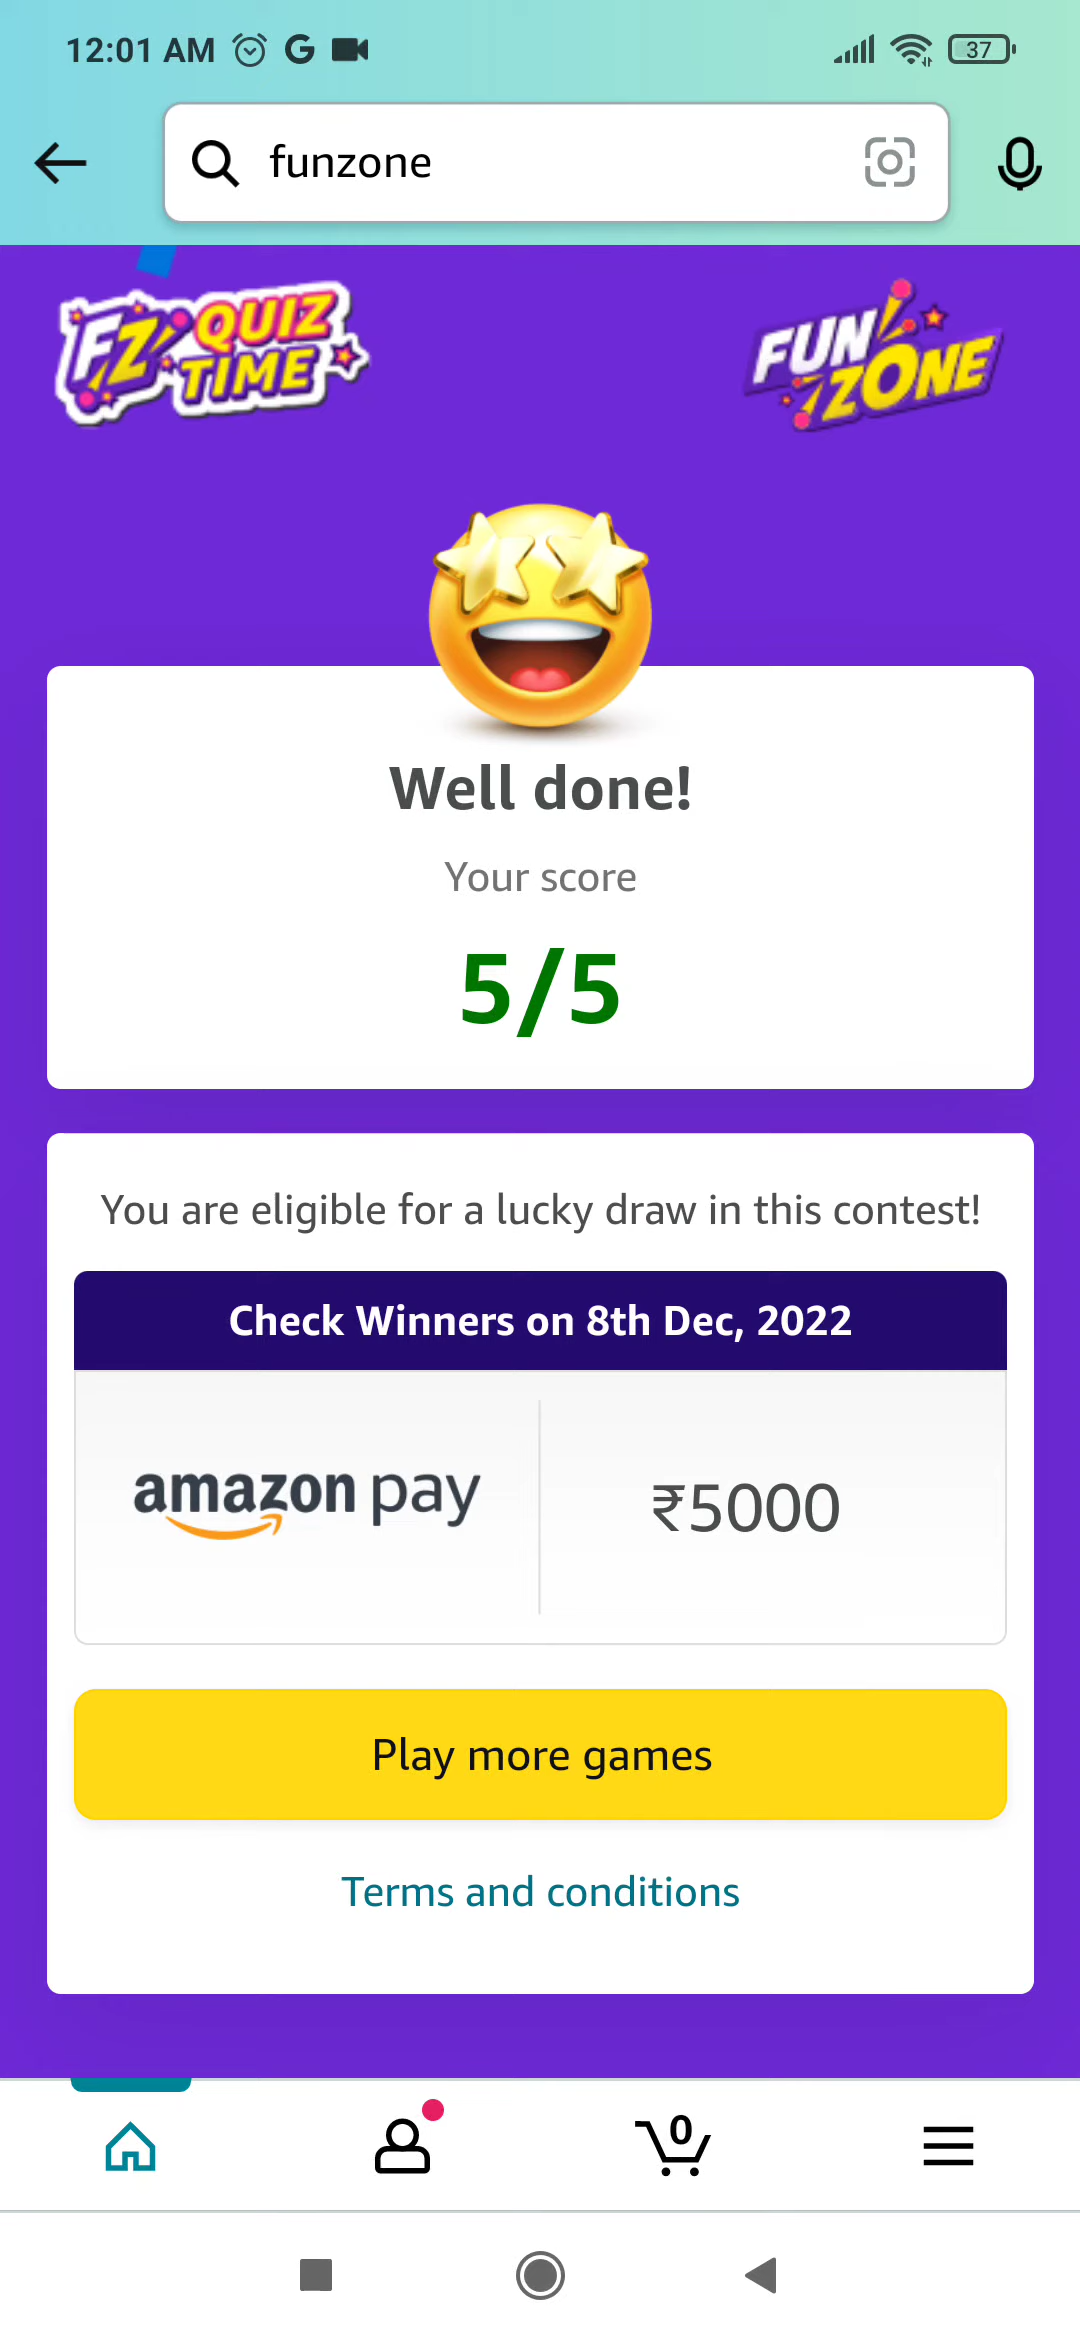 12:01 AM G 37
funzone
FZ QUIZ TIME
FUN ZONE
Well done!
Your score
5/5
You are eligible for a lucky draw in this contest!
Check Winners on 8th Dec, 2022
amazon pay
₹5000
Play more games
Terms and conditions
0